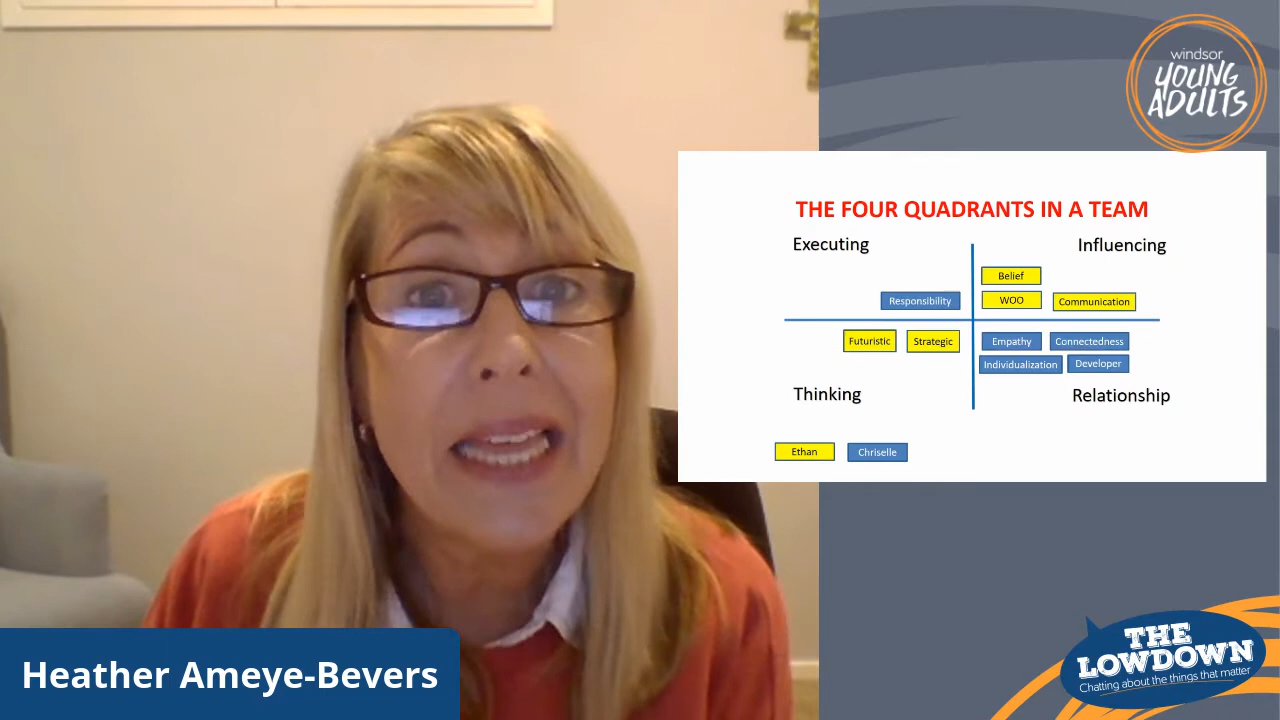 windsor
YOUNG
ADULTS
THE FOUR QUADRANTS IN A TEAM
Executing
Influencing
Belief
Responsibility
WOO
Communication
Futuristic
Strategic
Empathy
Connectedness
Individualization
Developer
Thinking
Relationship
Ethan
Chriselle
Heather Ameye-Bevers
THE
LOWDOWN
Chatting about the things that matter